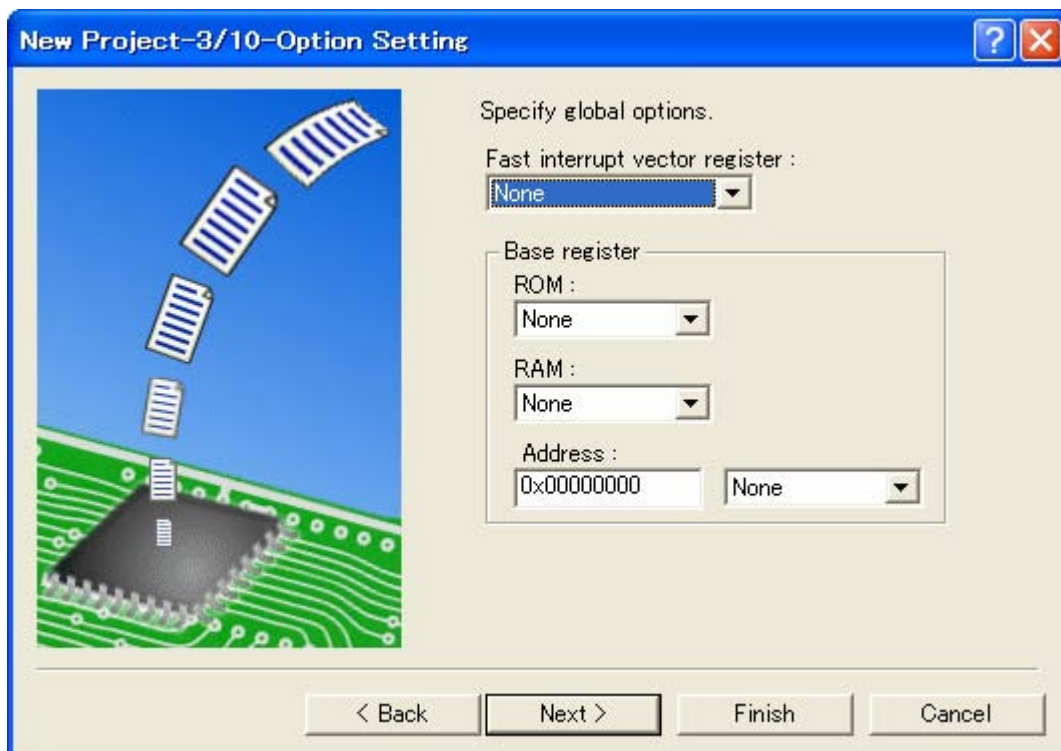 New Project-3/10-Option Setting
Specify global options.
Fast interrupt vector register :
None
Base register
ROM :
None
RAM :
None
Address :
0x00000000 None
< Back Next > Finish Cancel